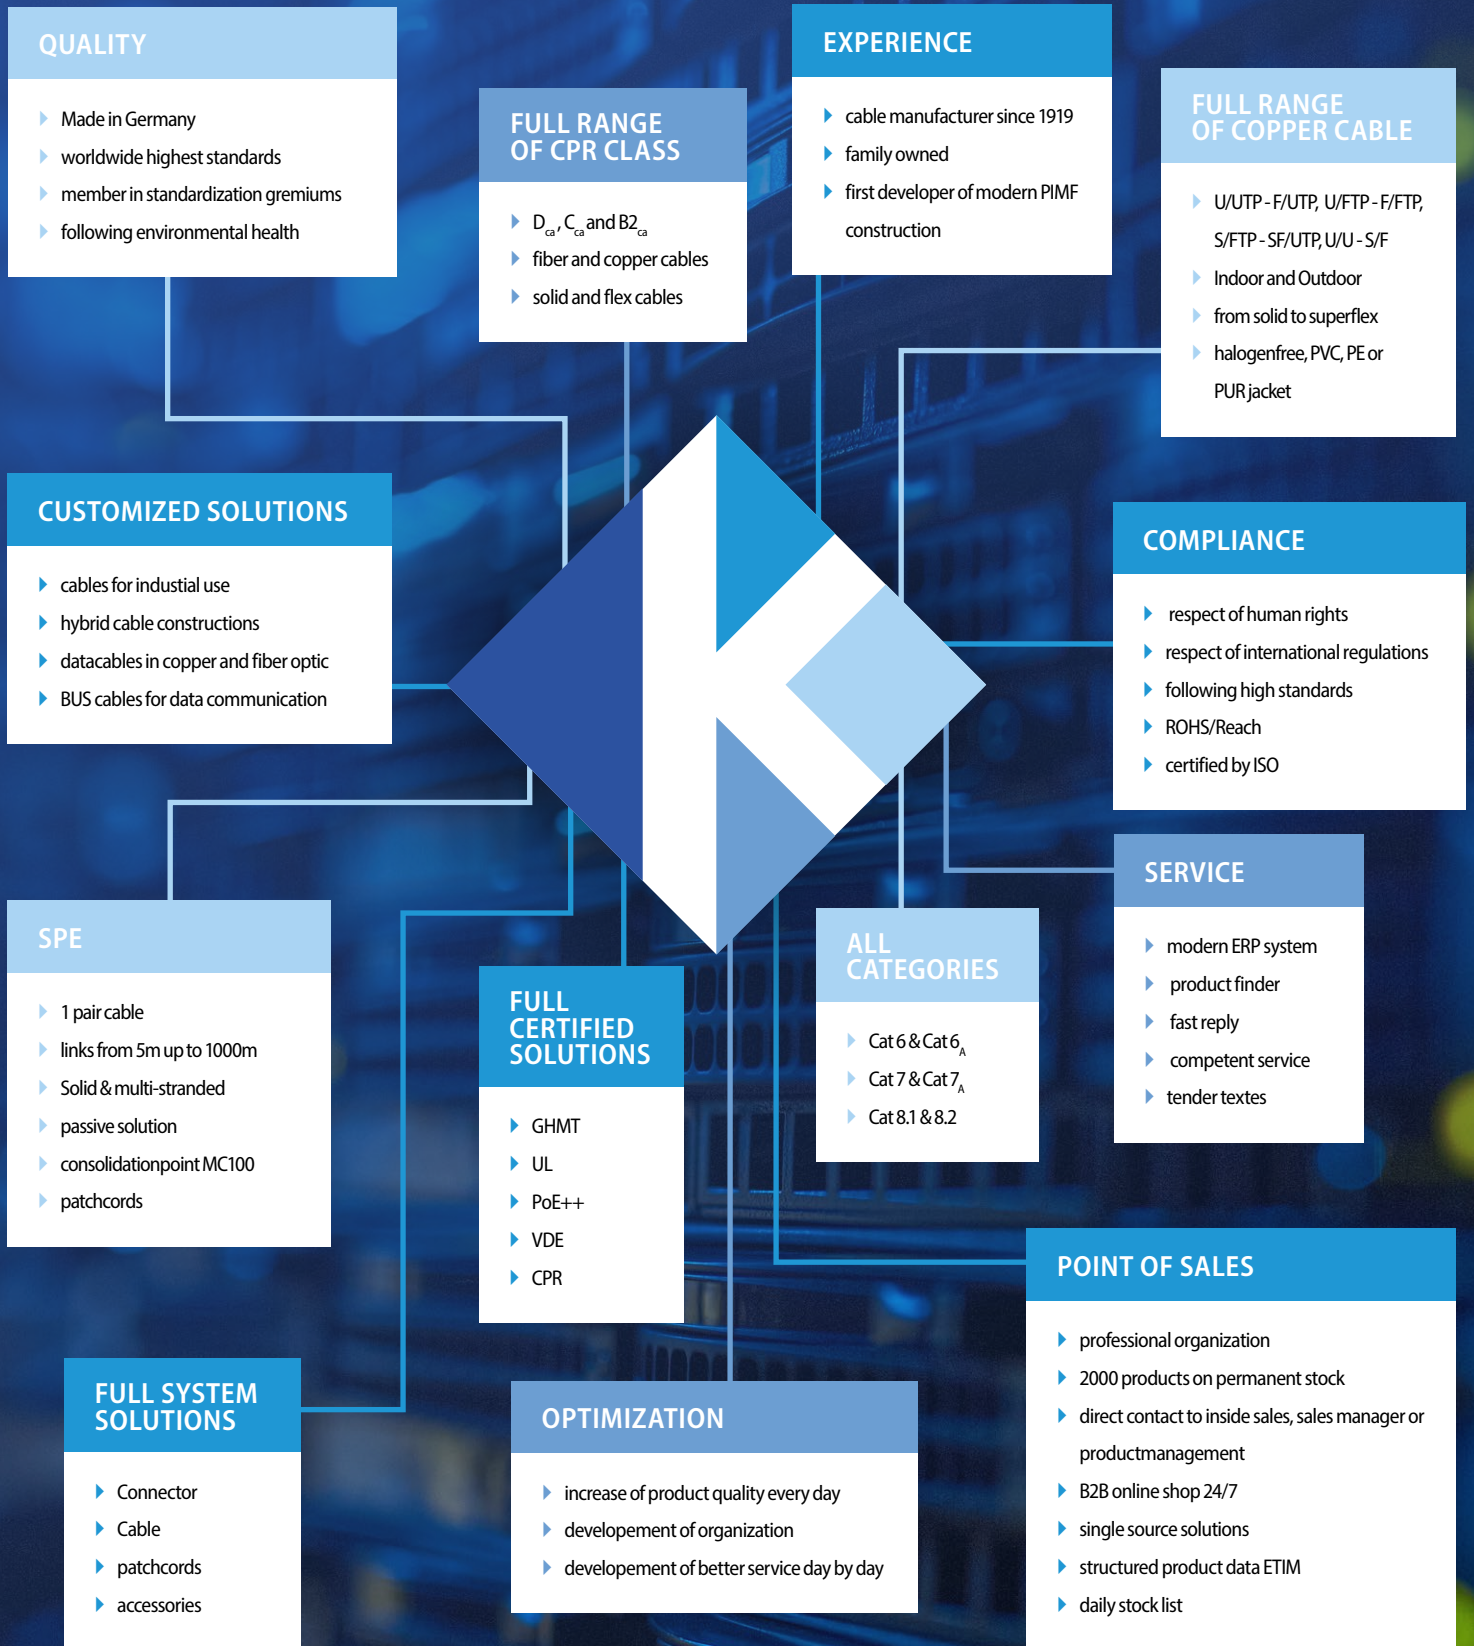 QUALITY
Made in Germany
worldwide highest standards
member in standardization gremiums
following environmental health
FULL RANGE
OF CPR CLASS
Dca, Cca and B2ca
fiber and copper cables
solid and flex cables
EXPERIENCE
cable manufacturer since 1919
family owned
first developer of modern PIMF
construction
FULL RANGE
OF COPPER CABLE
U/UTP - F/UTP, U/FTP - F/FTP,
S/FTP - SF/UTP, U/U - S/F
Indoor and Outdoor
from solid to superflex
halogenfree, PVC, PE or
PUR jacket
CUSTOMIZED SOLUTIONS
cables for industial use
hybrid cable constructions
datacables in copper and fiber optic
BUS cables for data communication
COMPLIANCE
respect of human rights
respect of international regulations
following high standards
ROHS/Reach
certified by ISO
SPE
1 pair cable
links from 5m up to 1000m
Solid & multi-stranded
passive solution
consolidationpoint MC100
patchcords
FULL
CERTIFIED
SOLUTIONS
GHMT
UL
PoE++
VDE
CPR
ALL
CATEGORIES
Cat 6 & Cat 6A
Cat 7 & Cat 7A
Cat 8.1 & 8.2
SERVICE
modern ERP system
product finder
fast reply
competent service
tender textes
FULL SYSTEM
SOLUTIONS
Connector
Cable
patchcords
accessories
OPTIMIZATION
increase of product quality every day
developement of organization
developement of better service day by day
POINT OF SALES
professional organization
2000 products on permanent stock
direct contact to inside sales, sales manager or
productmanagement
B2B online shop 24/7
single source solutions
structured product data ETIM
daily stock list